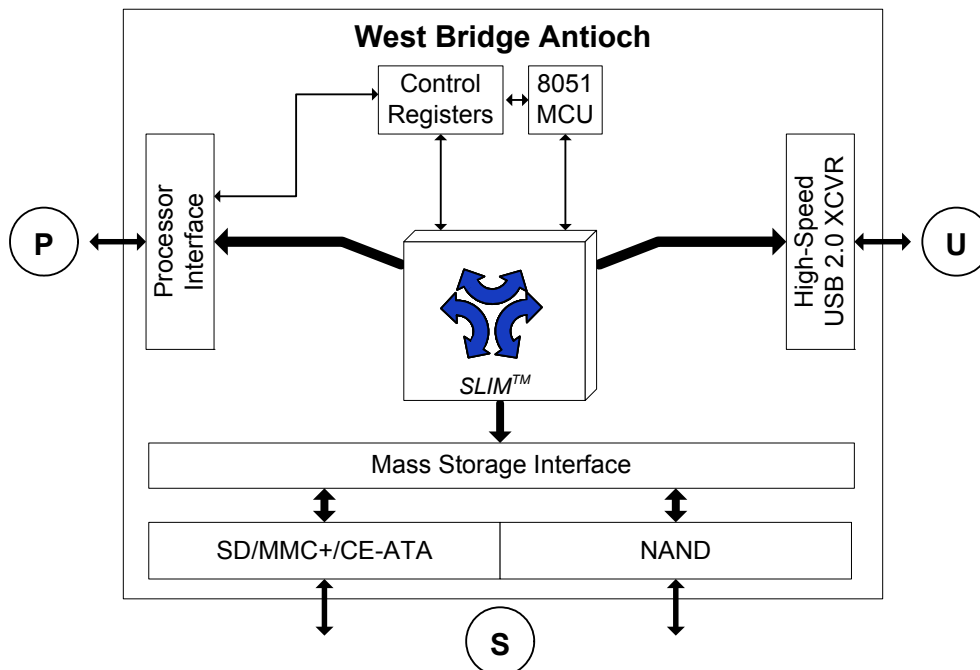 West Bridge Antioch
Control
Registers
8051
MCU
P
Processor
Interface
High-Speed
USB 2.0 XCVR
U
SLIM™
Mass Storage Interface
SD/MMC+/CE-ATA
NAND
S